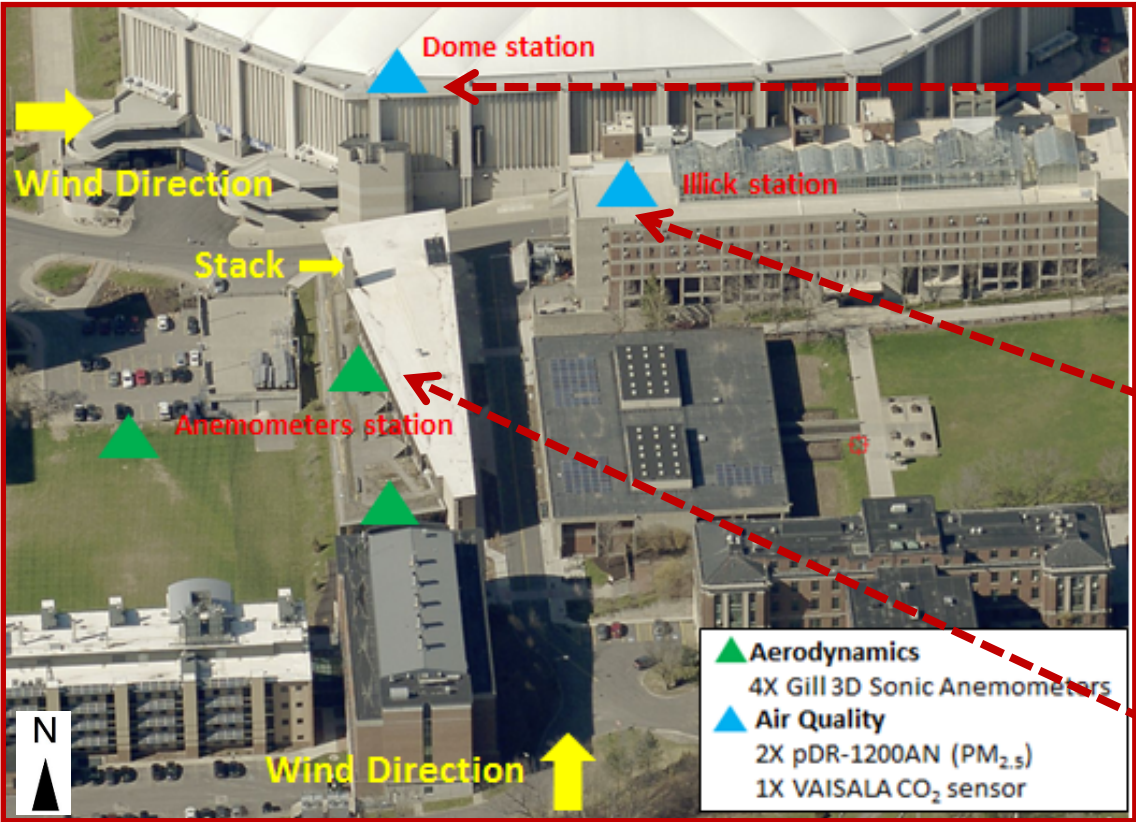 Dome station
Wind Direction
Illick station
Stack
Anemometers station
Aerodynamics
4X Gill 3D Sonic Anemometers
Air Quality
2X pDR-1200AN (PM₂.₅)
1X VAISALA CO₂ sensor
N
Wind Direction